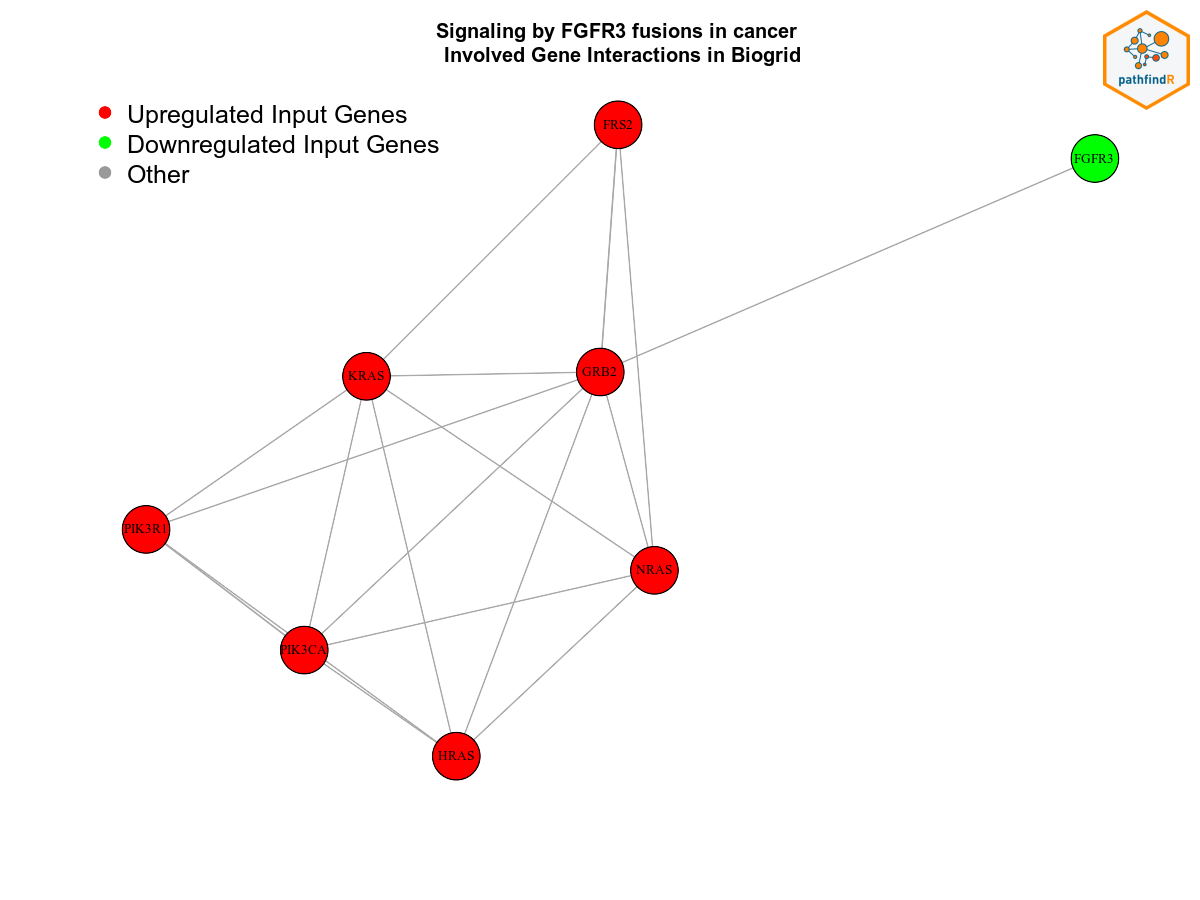 Signaling by FGFR3 fusions in cancer
Involved Gene Interactions in Biogrid
pathfindR
Upregulated Input Genes
Downregulated Input Genes
Other
FRS2
FGFR3
KRAS
GRB2
PIK3R1
NRAS
PIK3CA
HRAS